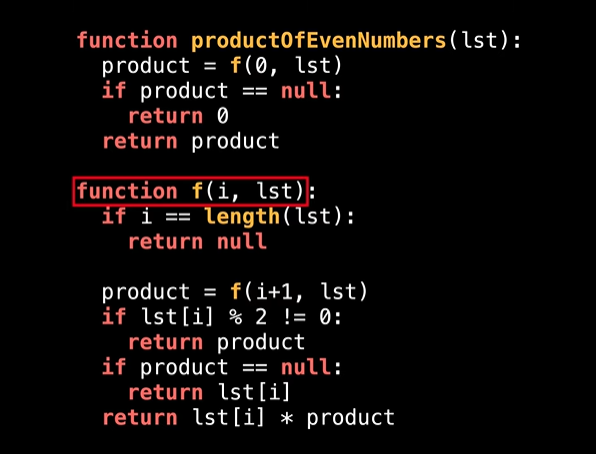 function productOfEvenNumbers(lst):
  product = f(0, lst)
  if product == null:
    return 0
  return product

function f(i, lst):
  if i == length(lst):
    return null

  product = f(i+1, lst)
  if lst[i] % 2 != 0:
    return product
  if product == null:
    return lst[i]
  return lst[i] * product